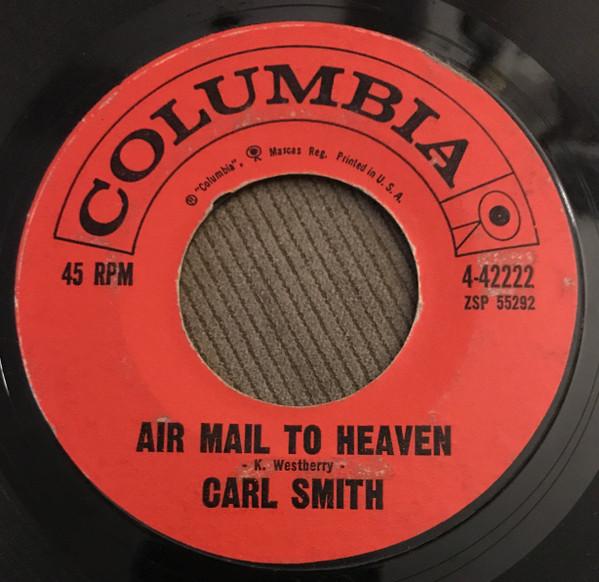 COLUMBIA
® "Columbia", Marcas Reg. Printed in U.S.A.
45 RPM
4-42222
ZSP 55292
AIR MAIL TO HEAVEN
- K. Westberry -
CARL SMITH